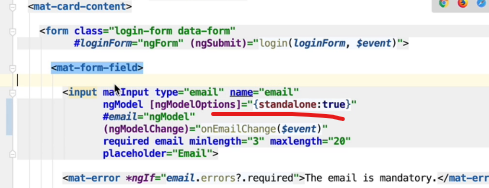 <mat-card-content>
<form class="login-form data-form"
#loginForm="ngForm" (ngSubmit)="login(loginForm, $event)">
<mat-form-field>
<input matInput type="email" name="email"
ngModel [ngModelOptions]="{standalone:true}"
#email="ngModel"
(ngModelChange)="onEmailChange($event)"
required email minlength="3" maxlength="20"
placeholder="Email">
<mat-error *ngIf="email.errors?.required">The email is mandatory.</mat-err